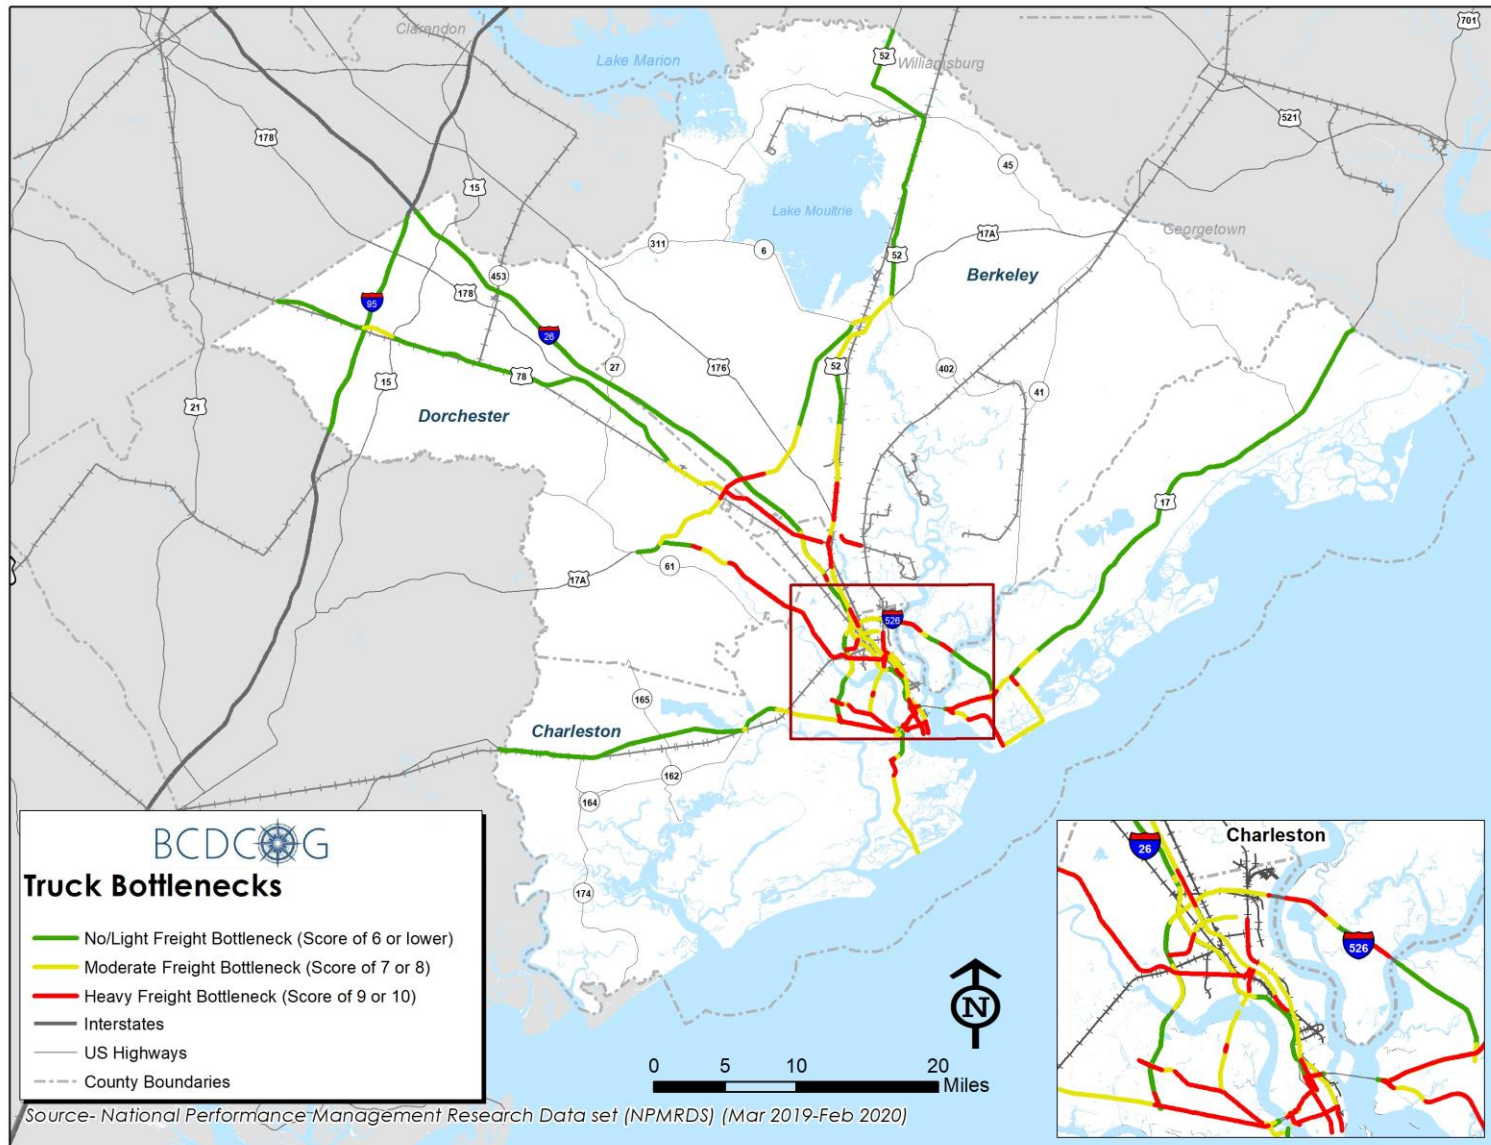 Clarendon
Lake Marion
52
Williamsburg
701
178
521
15
45
Lake Moultrie
Georgetown
311
6
17A
52
453
Berkeley
178
95
26
27
176
52
402
78
15
41
21
Dorchester
17
61
17A
526
165
Charleston
162
164
174
BCDCOG
Truck Bottlenecks
No/Light Freight Bottleneck (Score of 6 or lower)
Moderate Freight Bottleneck (Score of 7 or 8)
Heavy Freight Bottleneck (Score of 9 or 10)
Interstates
US Highways
County Boundaries
N
0 5 10 20
Miles
Charleston
26
526
Source- National Performance Management Research Data set (NPMRDS) (Mar 2019-Feb 2020)